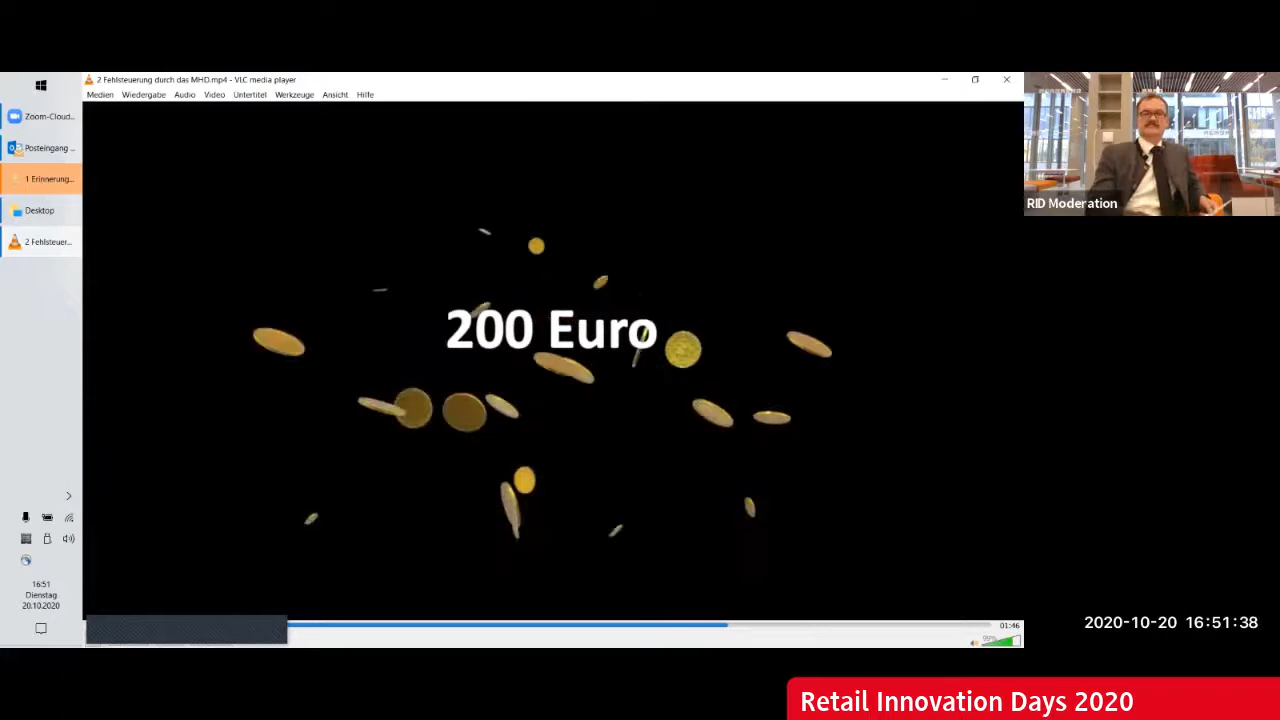 2 Fehlsteuerung durch das MHD.mp4 - VLC media player
Medien Wiedergabe Audio Video Untertitel Werkzeuge Ansicht Hilfe
Zoom-Cloud...
Posteingang ...
1 Erinnerung...
Desktop
2 Fehlsteuer...
200 Euro
RID Moderation
16:51
Dienstag
20.10.2020
01:46
99%
2020-10-20 16:51:38
Retail Innovation Days 2020